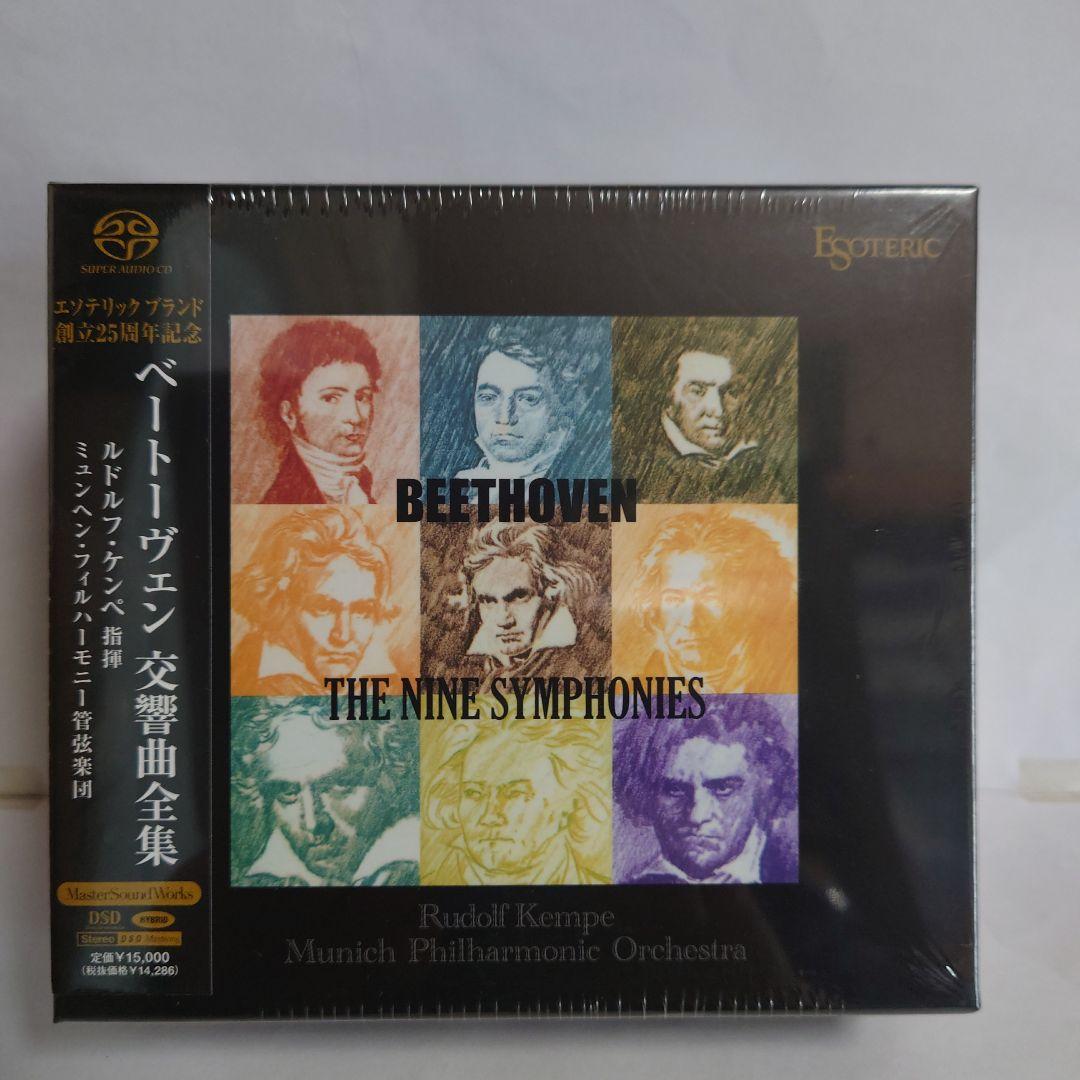 SUPER AUDIO CD
エソテリック ブランド
創立25周年記念
ベートーヴェン 交響曲全集
ルドルフ・ケンペ 指揮
ミュンヘン・フィルハーモニー管弦楽団
MasterSoundWorks
DSD HYBRID
Stereo DSD Mastering
定価¥15,000
(税抜価格¥14,286)
ESOTERIC
BEETHOVEN
THE NINE SYMPHONIES
Rudolf Kempe
Munich Philharmonic Orchestra